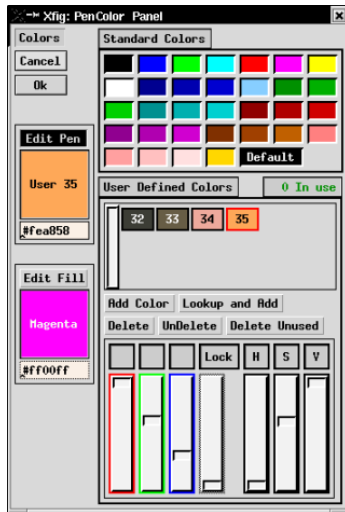 Xfig: PenColor Panel
Colors
Standard Colors
Cancel
Ok
Default
Edit Pen
User 35
#fea858
User Defined Colors
0 In use
32 33 34 35
Edit Fill
Magenta
#ff00ff
Add Color
Lookup and Add
Delete
UnDelete
Delete Unused
Lock
H
S
V